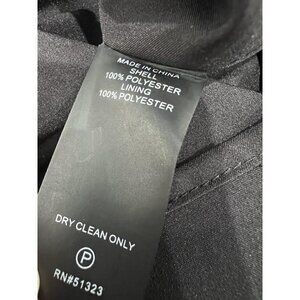 MADE IN CHINA
SHELL
100% POLYESTER
LINING
100% POLYESTER
DRY CLEAN ONLY
P
RN#51323